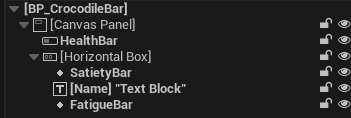 [BP_CrocodileBar]
[Canvas Panel]
HealthBar
[Horizontal Box]
SatietyBar
[Name] "Text Block"
FatigueBar